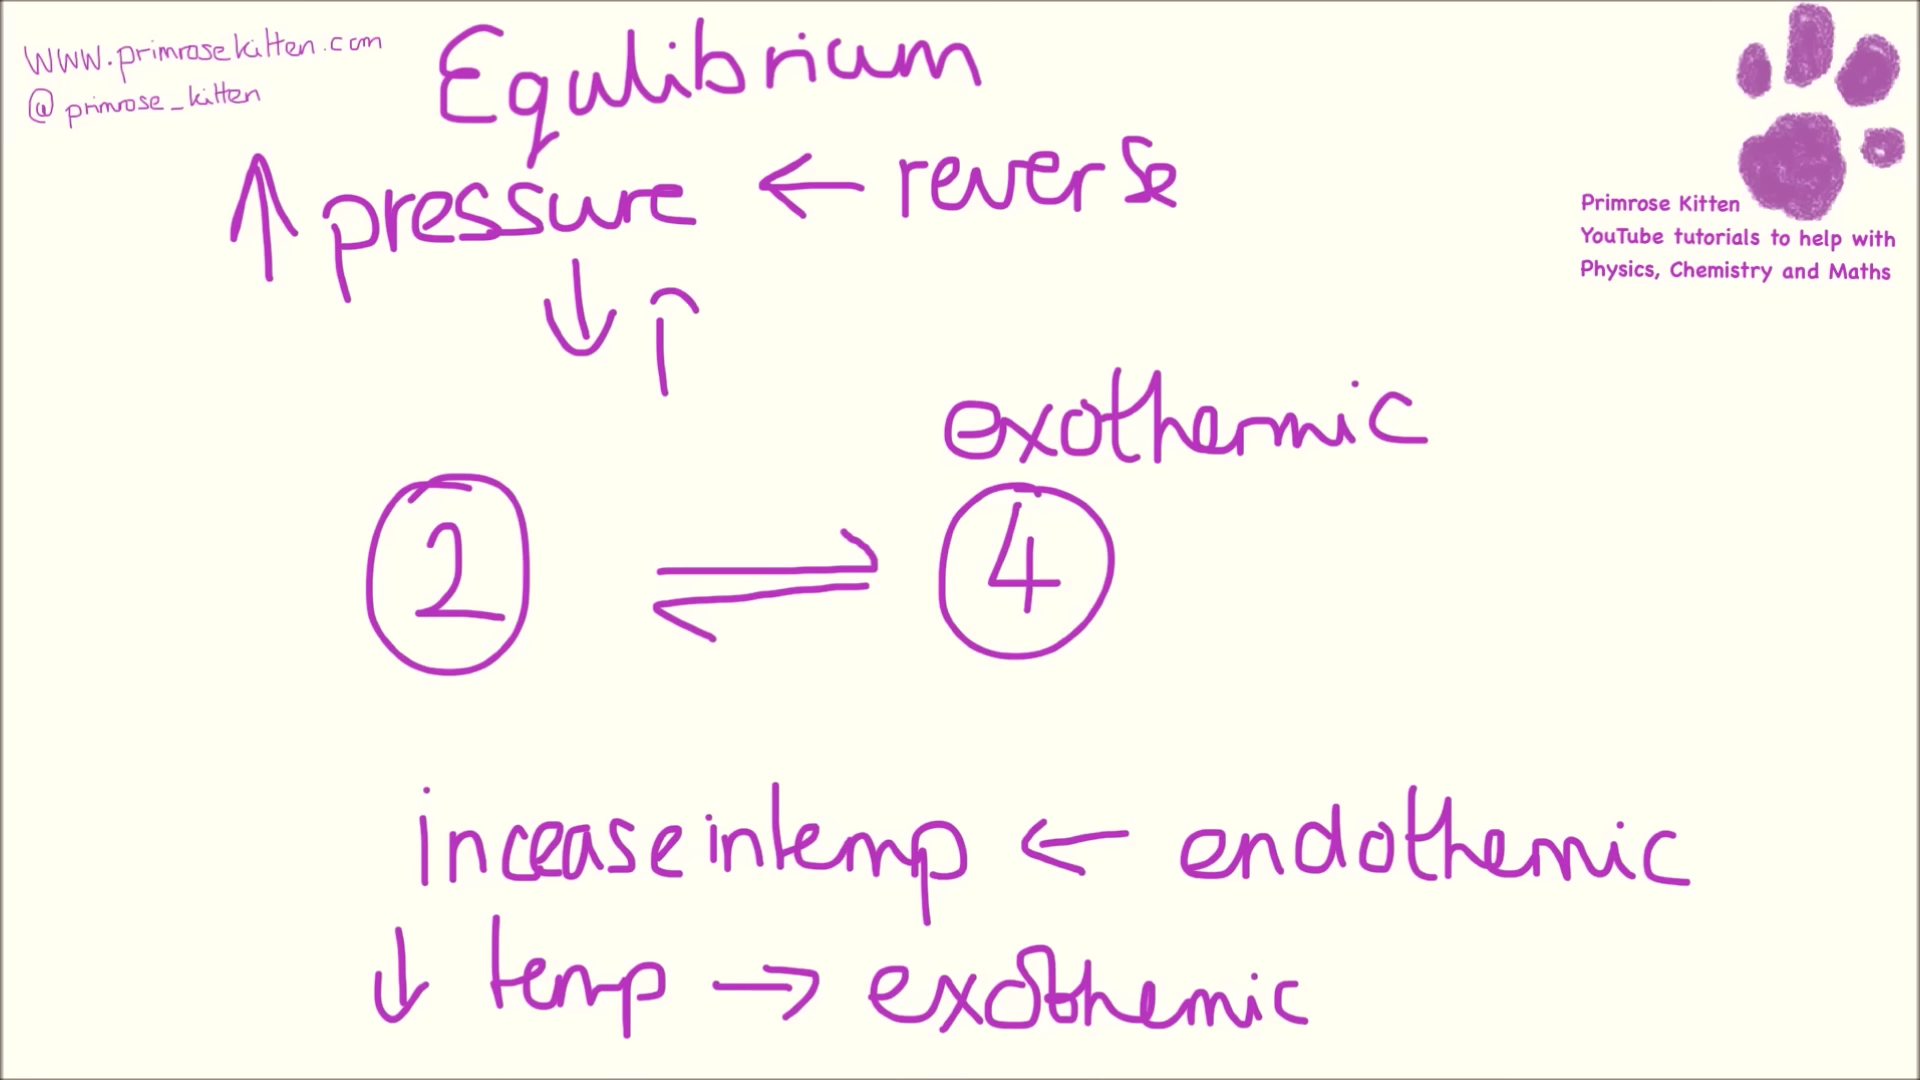 www.primrosekitten.com
@primrose_kitten
Equlibrium
↑ pressure ← reverse
↓ ↑
Primrose Kitten
YouTube tutorials to help with
Physics, Chemistry and Maths
exothermic
2 ⇌ 4
incease in temp ← endothemic
↓ temp → exothemic